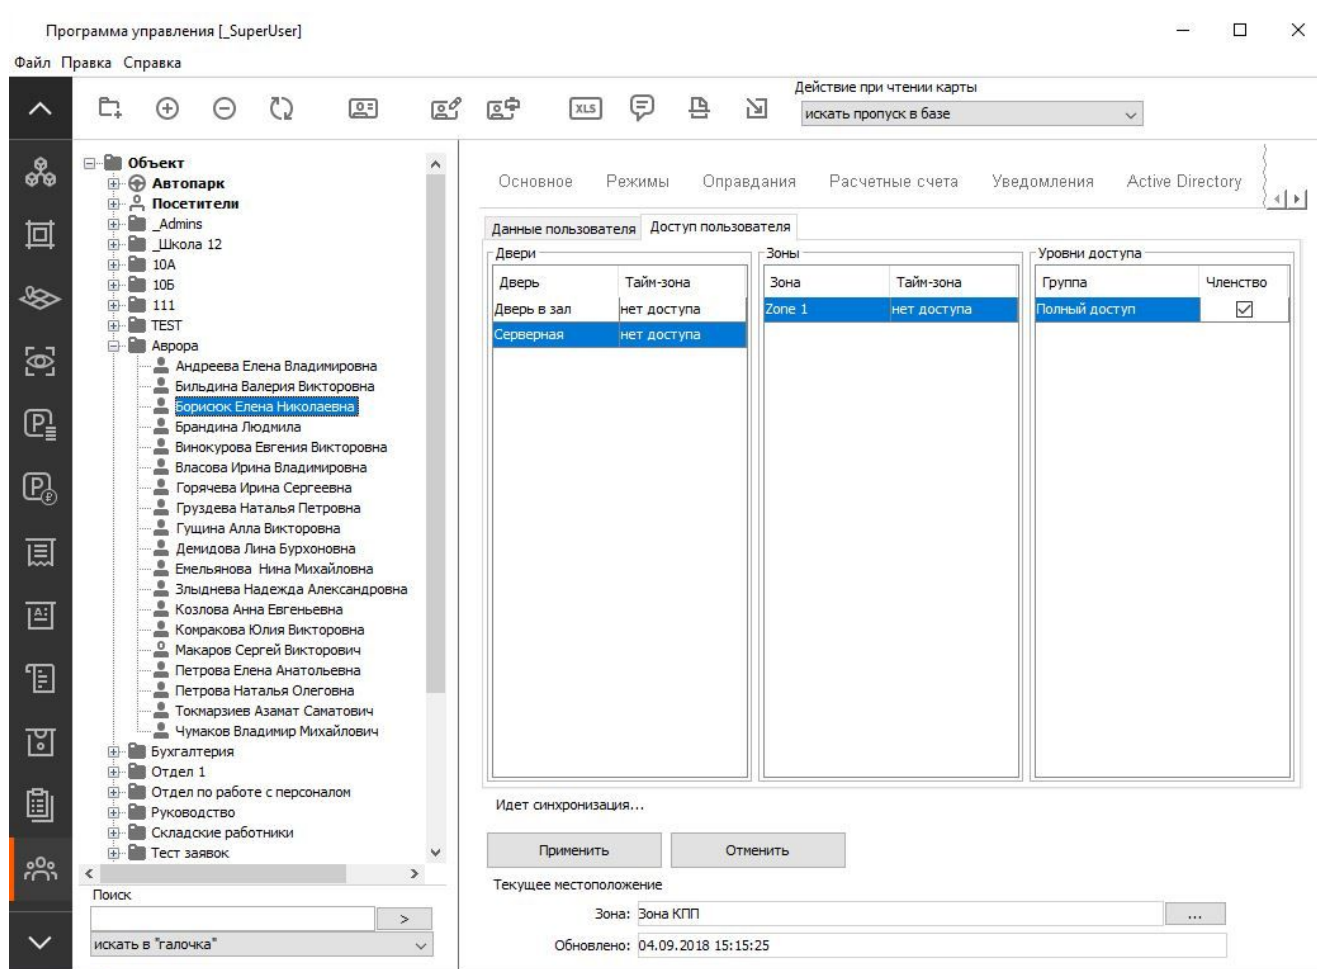 Программа управления [_SuperUser]
Файл Правка Справка
Действие при чтении карты
XLS
искать пропуск в базе
Объект
Автопарк
Посетители
_Admins
_Школа 12
10А
10Б
111
TEST
Аврора
Андреева Елена Владимировна
Бильдина Валерия Викторовна
Борисюк Елена Николаевна
Брандина Людмила
Винокурова Евгения Викторовна
Власова Ирина Владимировна
Горячева Ирина Сергеевна
Груздева Наталья Петровна
Гущина Алла Викторовна
Демидова Лина Бурхоновна
Емельянова Нина Михайловна
Злыднева Надежда Александровна
Козлова Анна Евгеньевна
Комракова Юлия Викторовна
Макаров Сергей Викторович
Петрова Елена Анатольевна
Петрова Наталья Олеговна
Токмарзиев Азамат Саматович
Чумаков Владимир Михайлович
Бухгалтерия
Отдел 1
Отдел по работе с персоналом
Руководство
Складские работники
Тест заявок
Поиск
>
искать в "галочка"
Основное Режимы Оправдания Расчетные счета Уведомления Active Directory
Данные пользователя Доступ пользователя
Двери Зоны Уровни доступа
Дверь Тайм-зона Зона Тайм-зона Группа Членство
Дверь в зал нет доступа Zone 1 нет доступа Полный доступ
Серверная нет доступа
Идет синхронизация...
Применить Отменить
Текущее местоположение
Зона: Зона КПП ...
Обновлено: 04.09.2018 15:15:25